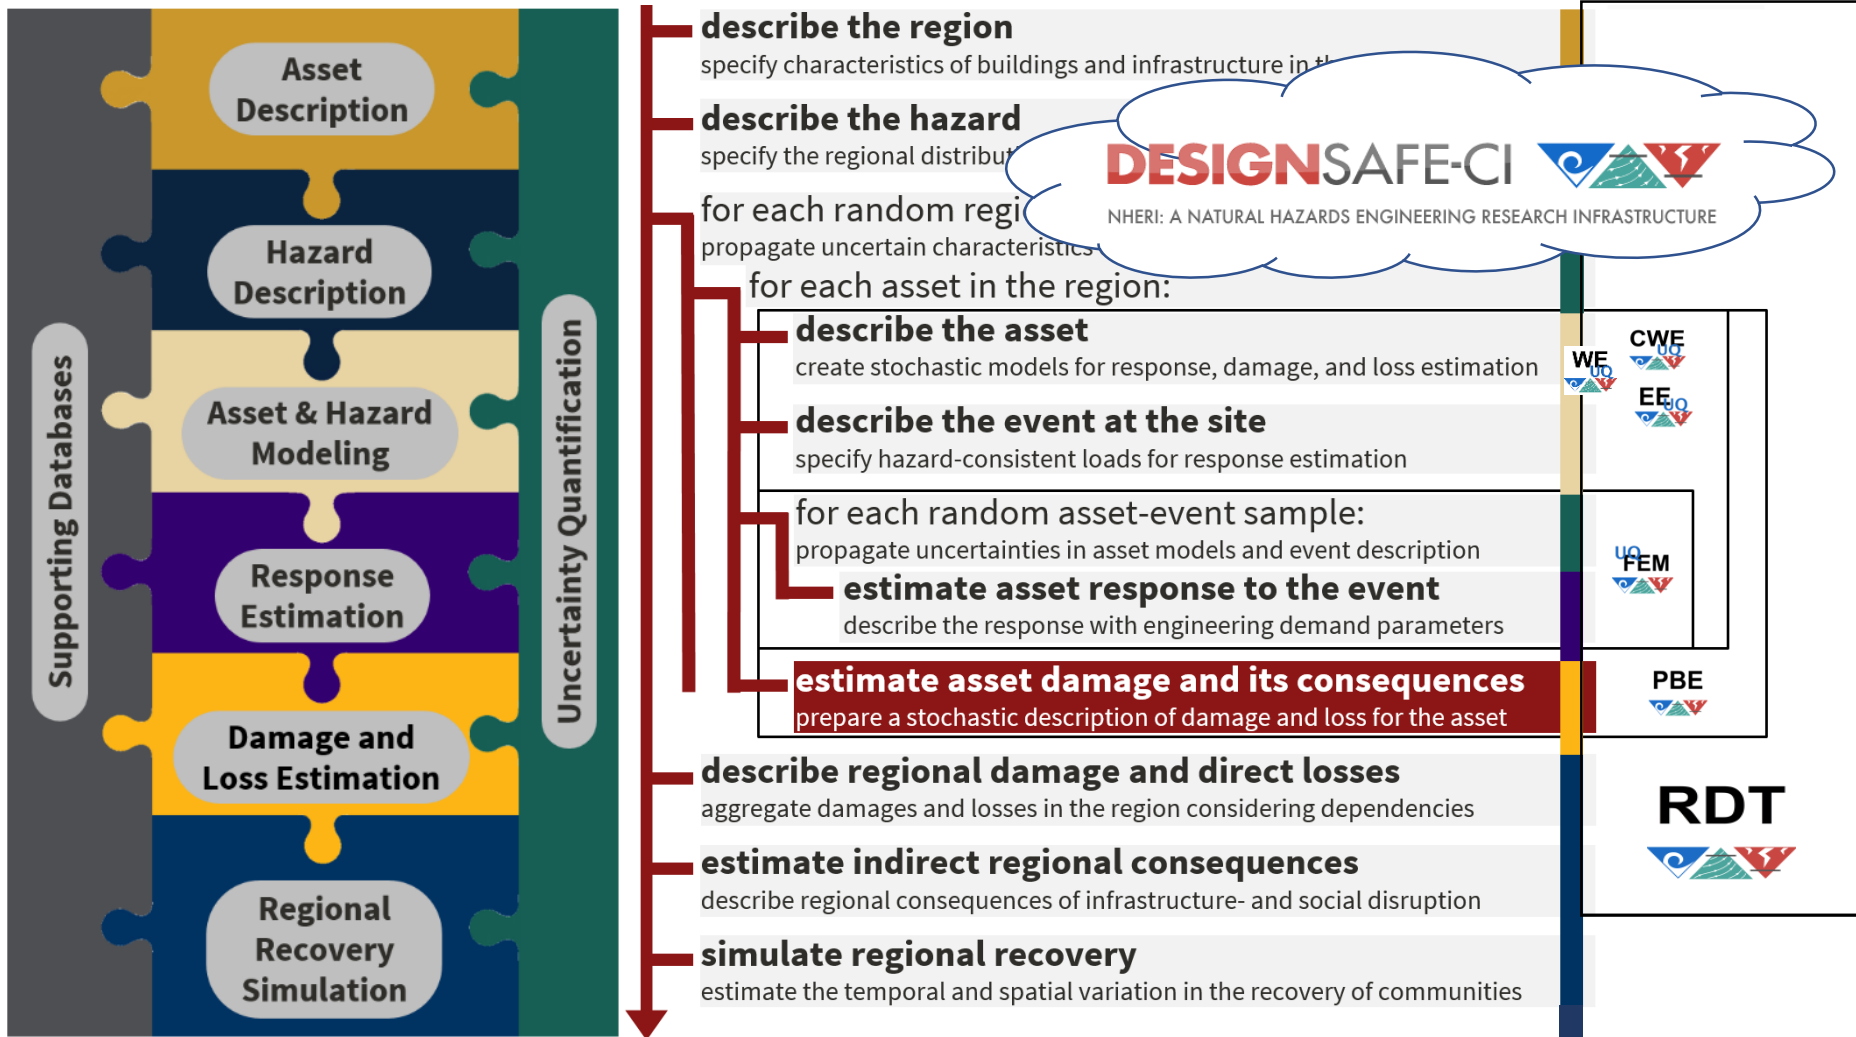 Asset
Description
Hazard
Description
Asset & Hazard
Modeling
Response
Estimation
Damage and
Loss Estimation
Regional
Recovery
Simulation
Supporting Databases
Uncertainty Quantification
describe the region
specify characteristics of buildings and infrastructure in
describe the hazard
specify the regional
for each random
propagate uncertain characteristics
for each asset in the region:
describe the asset
create stochastic models for response, damage, and loss estimation
describe the event at the site
specify hazard-consistent loads for response estimation
for each random asset-event sample:
propagate uncertainties in asset models and event description
estimate asset response to the event
describe the response with engineering demand parameters
estimate asset damage and its consequences
prepare a stochastic description of damage and loss for the asset
describe regional damage and direct losses
aggregate damages and losses in the region considering dependencies
estimate indirect regional consequences
describe regional consequences of infrastructure- and social disruption
simulate regional recovery
estimate the temporal and spatial variation in the recovery of communities
DESIGNSAFE-CI
NHERI: A NATURAL HAZARDS ENGINEERING RESEARCH INFRASTRUCTURE
WE
UQ
CWE
UQ
EE
UQ
UQ
FEM
PBE
RDT